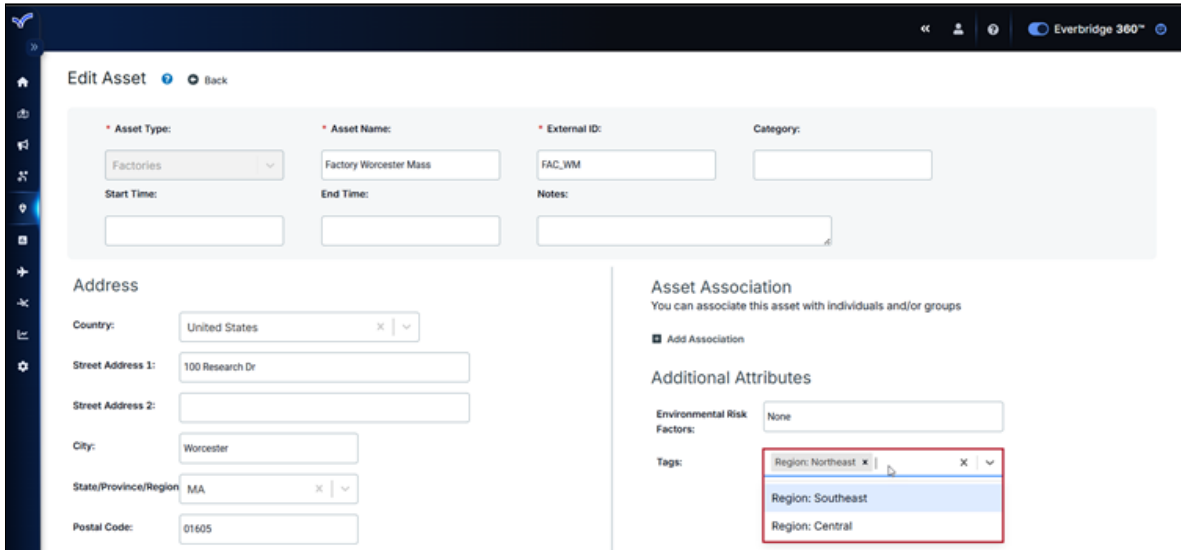 Everbridge 360™
Edit Asset Back
* Asset Type: * Asset Name: * External ID: Category:
Factories Factory Worcester Mass FAC_WM
Start Time: End Time: Notes:
Address
Country: United States
Street Address 1: 100 Research Dr
Street Address 2:
City: Worcester
State/Province/Region MA
Postal Code: 01605
Asset Association
You can associate this asset with individuals and/or groups
Add Association
Additional Attributes
Environmental Risk
Factors: None
Tags: Region: Northeast
Region: Southeast
Region: Central